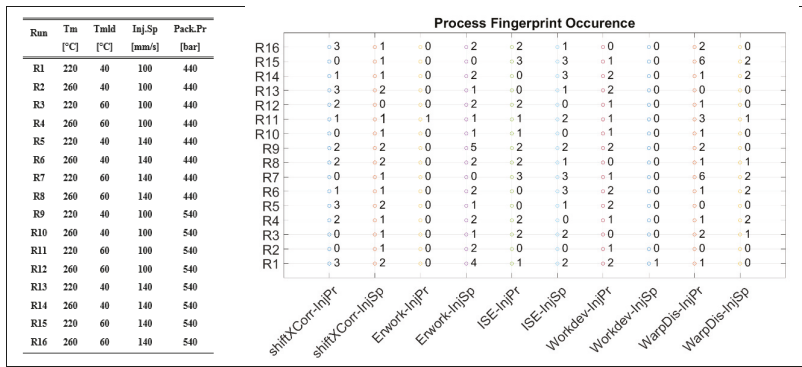 Run Tm Tmld Inj.Sp Pack.Pr
[°C] [°C] [mm/s] [bar]
R1 220 40 100 440
R2 260 40 100 440
R3 220 60 100 440
R4 260 60 100 440
R5 220 40 140 440
R6 260 40 140 440
R7 220 60 140 440
R8 260 60 140 440
R9 220 40 100 540
R10 260 40 100 540
R11 220 60 100 540
R12 260 60 100 540
R13 220 40 140 540
R14 260 40 140 540
R15 220 60 140 540
R16 260 60 140 540
Process Fingerprint Occurence
R16 3 1 0 2 2 1 0 0 2 0
R15 0 1 0 0 3 3 1 0 6 2
R14 1 1 0 2 0 3 2 0 1 2
R13 3 2 0 1 0 1 2 0 0 0
R12 2 0 0 2 2 0 1 0 1 0
R11 1 1 1 1 1 2 1 0 3 1
R10 0 1 0 1 1 0 1 0 1 0
R9 2 2 0 5 2 2 2 0 2 0
R8 2 2 0 2 2 1 0 0 1 1
R7 0 1 0 0 3 3 1 0 6 2
R6 1 1 0 2 0 3 2 0 1 2
R5 3 2 0 1 0 1 2 0 0 0
R4 2 1 0 2 2 0 1 0 1 2
R3 0 1 0 1 2 2 0 0 2 1
R2 0 1 0 2 0 0 1 0 0 0
R1 3 2 0 4 1 2 2 1 1 0
shiftXCorr-InjPr
shiftXCorr-InjSp
Erwork-InjPr
Erwork-InjSp
ISE-InjPr
ISE-InjSp
Workdev-InjPr
Workdev-InjSp
WarpDis-InjPr
WarpDis-InjSp